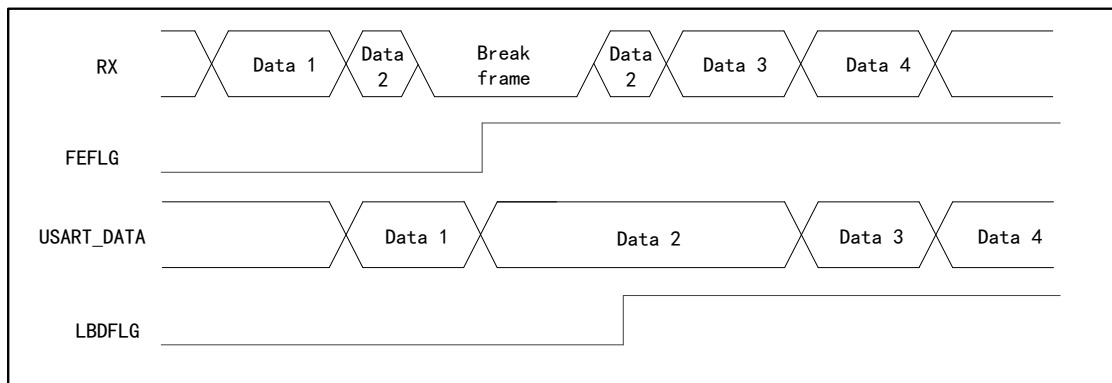 RX
Data 1
Data
2
Break
frame
Data
2
Data 3
Data 4
FEFLG
USART_DATA
Data 1
Data 2
Data 3
Data 4
LBDFLG